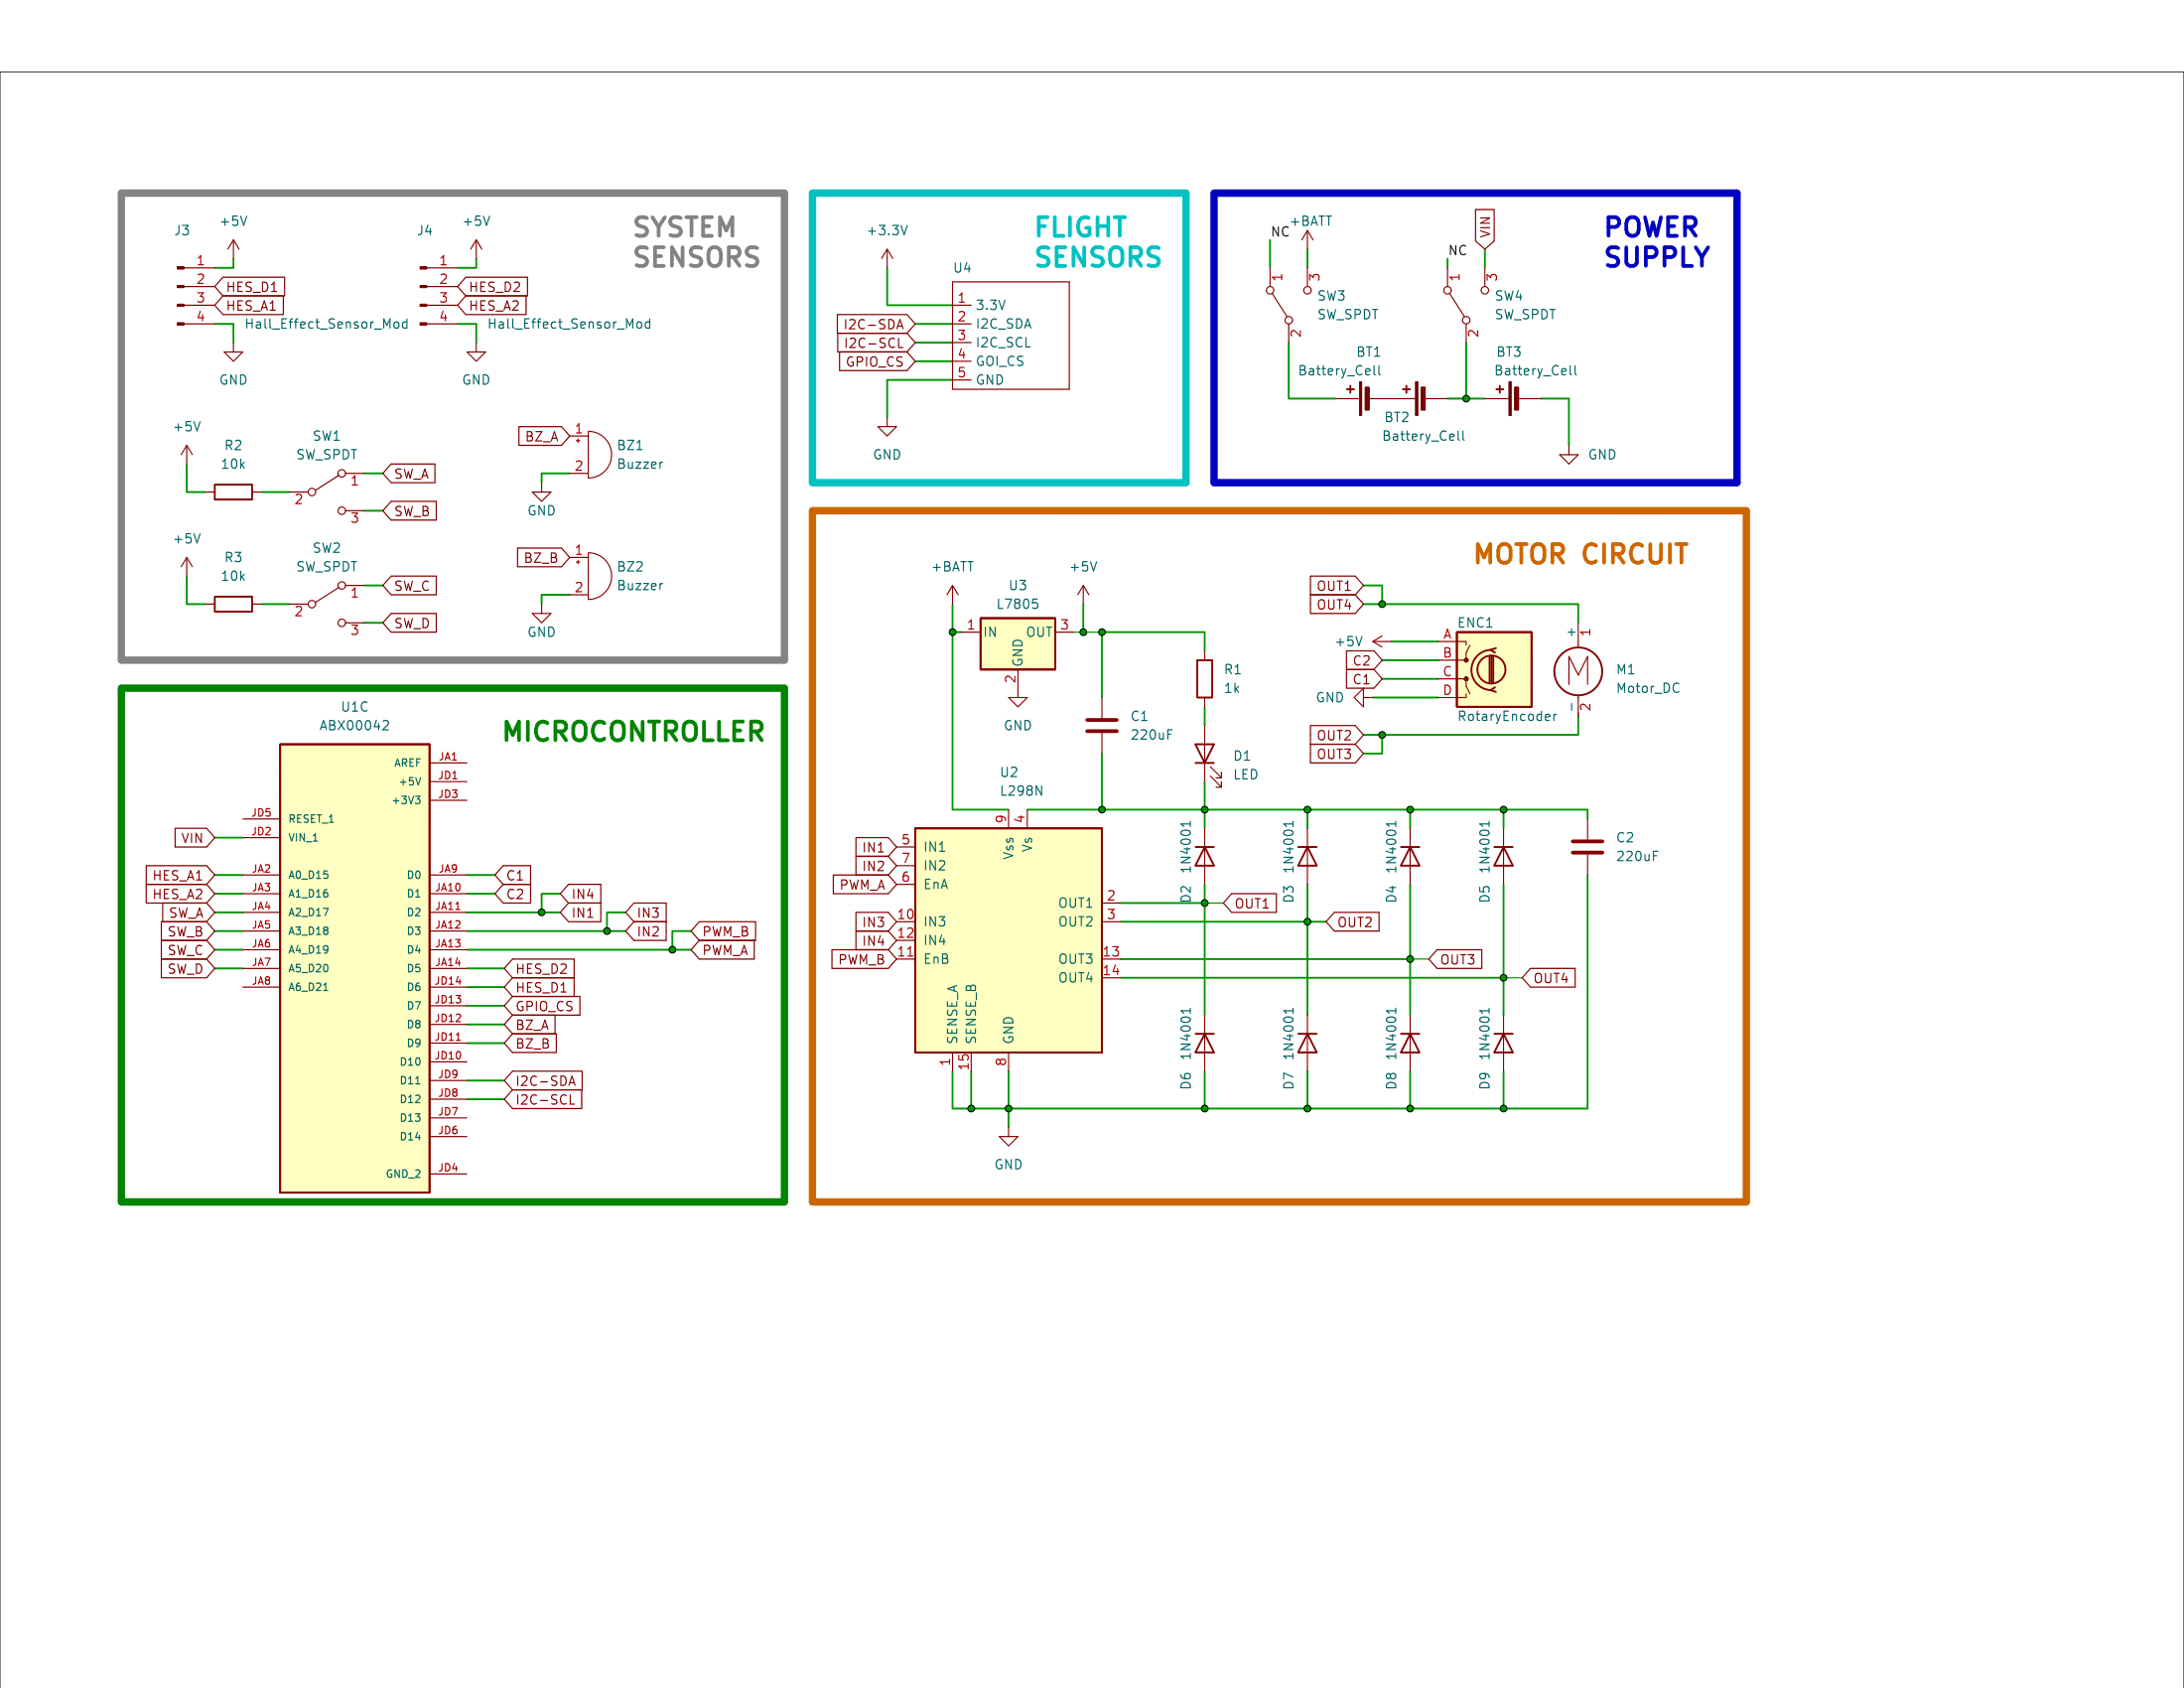 SYSTEM
SENSORS
J3
+5V
1
2
3
4
HES_D1
HES_A1
Hall_Effect_Sensor_Mod
GND
J4
+5V
1
2
3
4
HES_D2
HES_A2
Hall_Effect_Sensor_Mod
GND
+5V
R2
10k
SW1
SW_SPDT
2
1
3
SW_A
SW_B
BZ_A
1
+
2
BZ1
Buzzer
GND
+5V
R3
10k
SW2
SW_SPDT
2
1
3
SW_C
SW_D
BZ_B
1
+
2
BZ2
Buzzer
GND
FLIGHT
SENSORS
+3.3V
U4
1 3.3V
I2C-SDA 2 I2C_SDA
I2C-SCL 3 I2C_SCL
GPIO_CS 4 GOI_CS
5 GND
GND
POWER
SUPPLY
NC
+BATT
1
3
2
SW3
SW_SPDT
NC
VIN
1
3
2
SW4
SW_SPDT
BT1
Battery_Cell
+
+
BT2
Battery_Cell
BT3
Battery_Cell
+
GND
MICROCONTROLLER
U1C
ABX00042
AREF JA1
+5V JD1
+3V3 JD3
JD5 RESET_1
VIN JD2 VIN_1
HES_A1 JA2 A0_D15
HES_A2 JA3 A1_D16
SW_A JA4 A2_D17
SW_B JA5 A3_D18
SW_C JA6 A4_D19
SW_D JA7 A5_D20
JA8 A6_D21
D0 JA9 C1
D1 JA10 C2
IN4
D2 JA11 IN1
IN3
D3 JA12 IN2
PWM_B
D4 JA13 PWM_A
D5 JA14 HES_D2
D6 JD14 HES_D1
D7 JD13 GPIO_CS
D8 JD12 BZ_A
D9 JD11 BZ_B
D10 JD10
D11 JD9 I2C-SDA
D12 JD8 I2C-SCL
D13 JD7
D14 JD6
GND_2 JD4
MOTOR CIRCUIT
+BATT
U3
L7805
1 IN
OUT 3
GND
2
GND
+5V
C1
220uF
R1
1k
D1
LED
OUT1
OUT4
+5V
C2
C1
GND
ENC1
A
B
C
D
RotaryEncoder
+
1
M1
Motor_DC
-
2
OUT2
OUT3
U2
L298N
9
4
Vss
Vs
IN1 5 IN1
IN2 7 IN2
PWM_A 6 EnA
IN3 10 IN3
IN4 12 IN4
PWM_B 11 EnB
OUT1 2 OUT1
OUT2 3 OUT2
OUT3 13 OUT3
OUT4 14 OUT4
SENSE_A
SENSE_B
GND
1
15
8
GND
D2 1N4001
D3 1N4001
D4 1N4001
D5 1N4001
C2
220uF
D6 1N4001
D7 1N4001
D8 1N4001
D9 1N4001